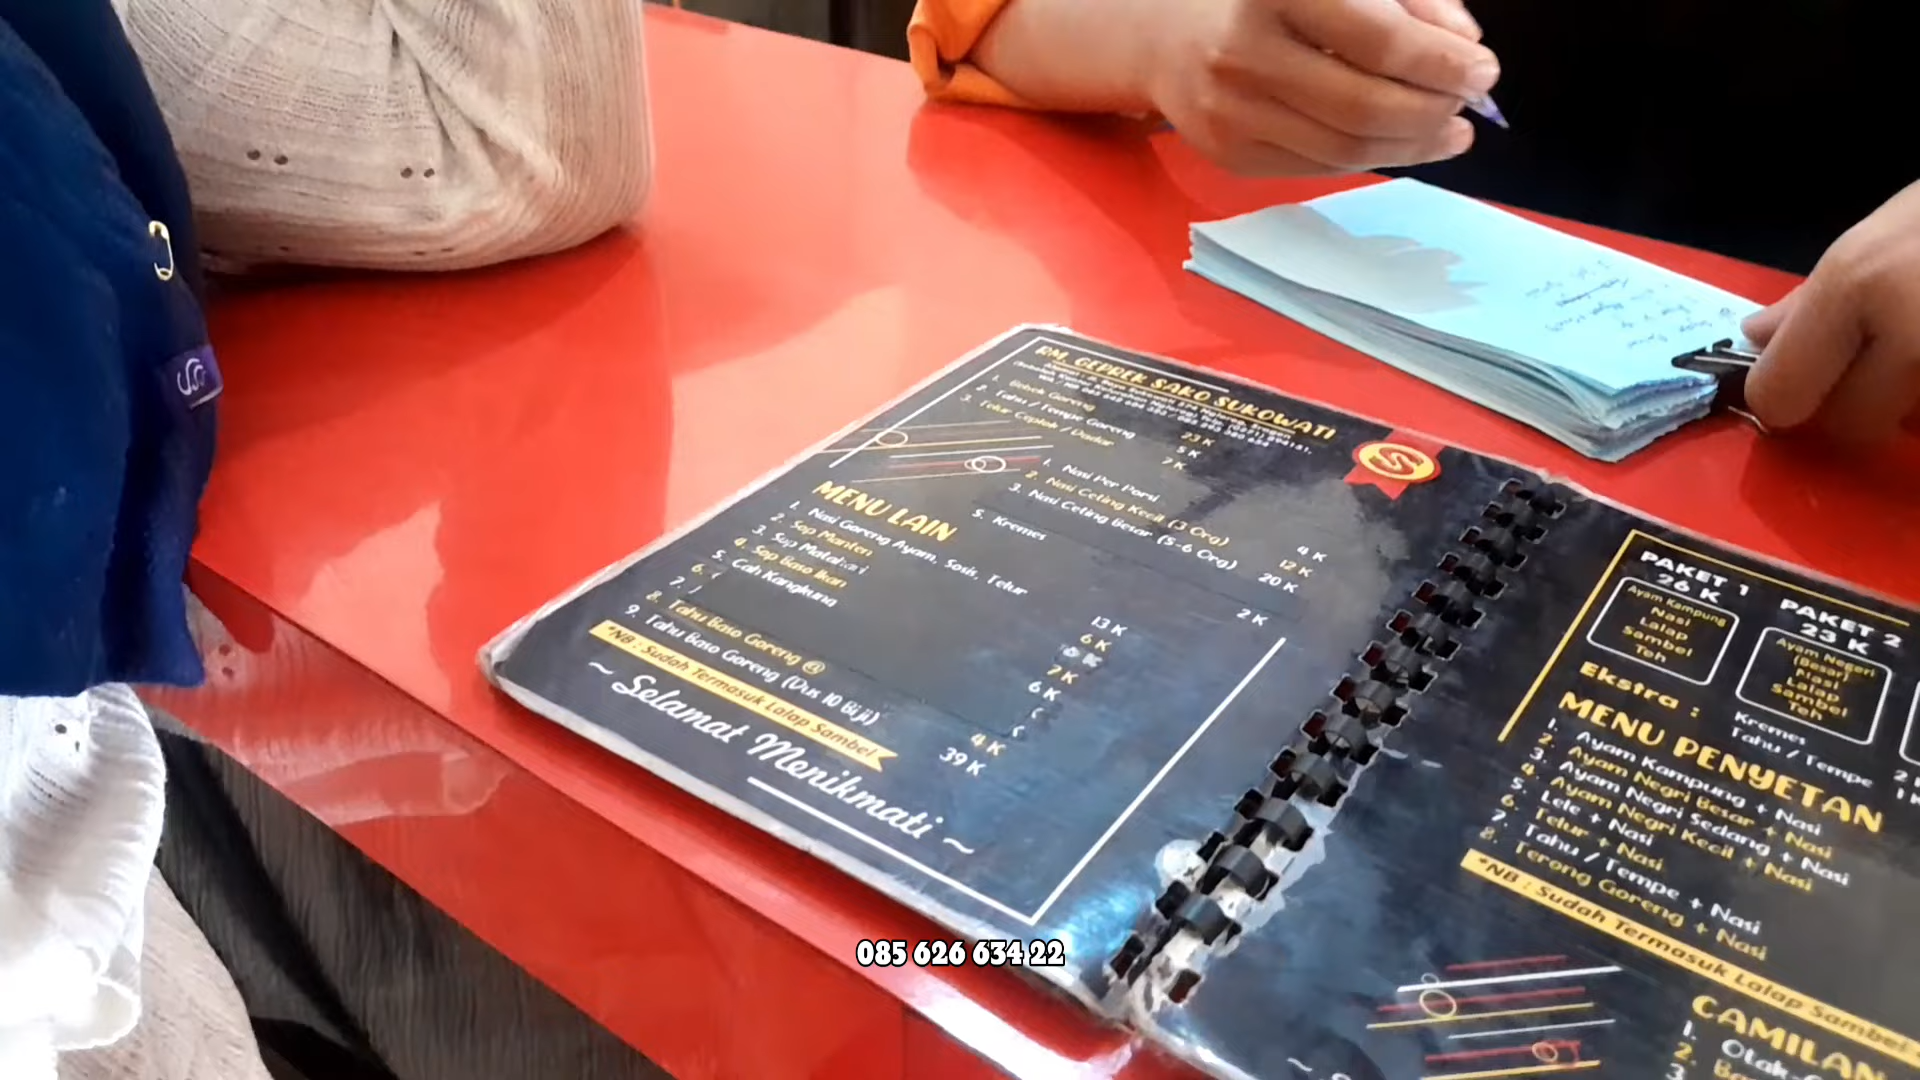 RM. GEPREK SAKO SUKOWATI
1. Bebek Goreng 23 K
2. Tahu / Tempe Goreng 5 K
3. Telur Ceplok / Dadar 7 K
1. Nasi Per Porsi 4 K
2. Nasi Ceting Kecil (3 Org) 12 K
3. Nasi Ceting Besar (5-6 Org) 20 K
5. Kremes 2 K
MENU LAIN
1. Nasi Goreng Ayam, Sosis, Telur 13 K
2. Sop Manten 6 K
3. Sop Matahari
4. Sop Baso Ikan 7 K
5. Cah Kangkung 6 K
6.
7.
8. Tahu Baso Goreng @ 4 K
9. Tahu Baso Goreng (Dus 10 Biji) 39 K
*NB : Sudah Termasuk Lalap Sambel
~ Selamat Menikmati ~
PAKET 1
26 K
Ayam Kampung
Nasi
Lalap
Sambel
Teh
PAKET 2
23 K
Ayam Negeri
(Besar)
Nasi
Lalap
Sambel
Teh
Ekstra :
Kremes
Tahu / Tempe
MENU PENYETAN
1. Ayam Kampung + Nasi
2. Ayam Negri Besar + Nasi
3. Ayam Negri Sedang + Nasi
4. Ayam Negri Kecil + Nasi
5. Lele + Nasi
6. Telur + Nasi
7. Tahu / Tempe + Nasi
8. Terong Goreng + Nasi
*NB : Sudah Termasuk Lalap Sambel
CAMILAN
1.
2.
3.
085 626 634 22